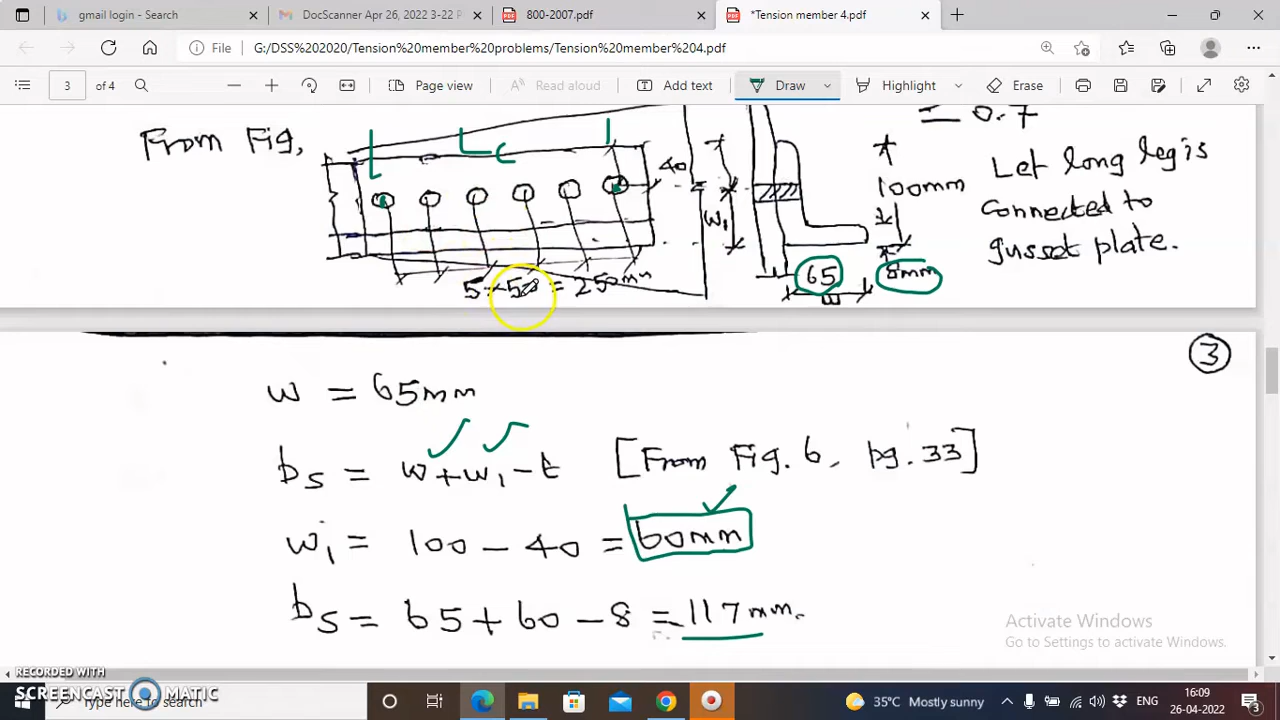 gmail login - Search
DocScanner Apr 26, 2022 3-22 P
800-2007.pdf
*Tension member 4.pdf
File
G:/DSS%202020/Tension%20member%20problems/Tension%20member%204.pdf
3 of 4
Page view
Read aloud
Add text
Draw
Highlight
Erase
From Fig,
Lc
40
W1
= 0.7
100mm
8mm
65
Let long leg is
connected to
gusset plate.
5×50 = 250mm
3
w = 65mm
bs = w+w1-t [From Fig. 6, pg. 33]
w1 = 100 - 40 = 60mm
bs = 65 + 60 - 8 = 117mm.
Activate Windows
Go to Settings to activate Windows.
RECORDED WITH
SCREENCAST MATIC
Type here to search
35°C Mostly sunny
ENG
16:09
26-04-2022
3